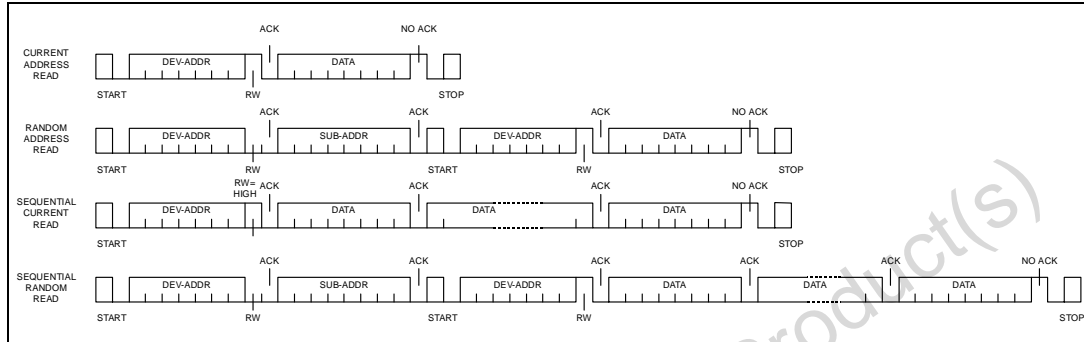 CURRENT
ADDRESS
READ
ACK
NO ACK
DEV-ADDR
DATA
START
RW
STOP
RANDOM
ADDRESS
READ
ACK
ACK
ACK
NO ACK
DEV-ADDR
SUB-ADDR
DEV-ADDR
DATA
START
RW
START
RW
STOP
SEQUENTIAL
CURRENT
READ
RW=
HIGH
ACK
ACK
ACK
NO ACK
DEV-ADDR
DATA
DATA
DATA
START
STOP
SEQUENTIAL
RANDOM
READ
ACK
ACK
ACK
ACK
ACK
NO ACK
DEV-ADDR
SUB-ADDR
DEV-ADDR
DATA
DATA
DATA
START
RW
START
RW
STOP
roduct(s)